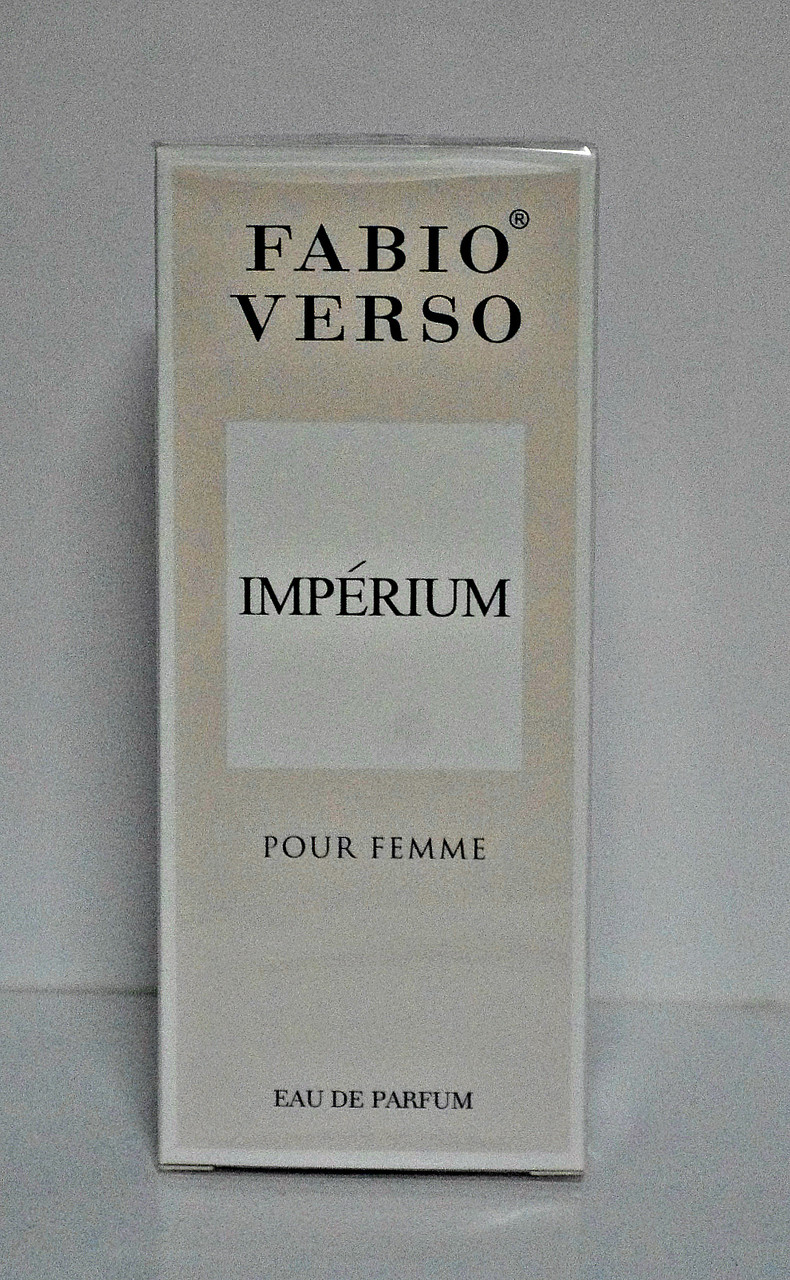 FABIO®
VERSO
IMPÉRIUM
POUR FEMME
EAU DE PARFUM